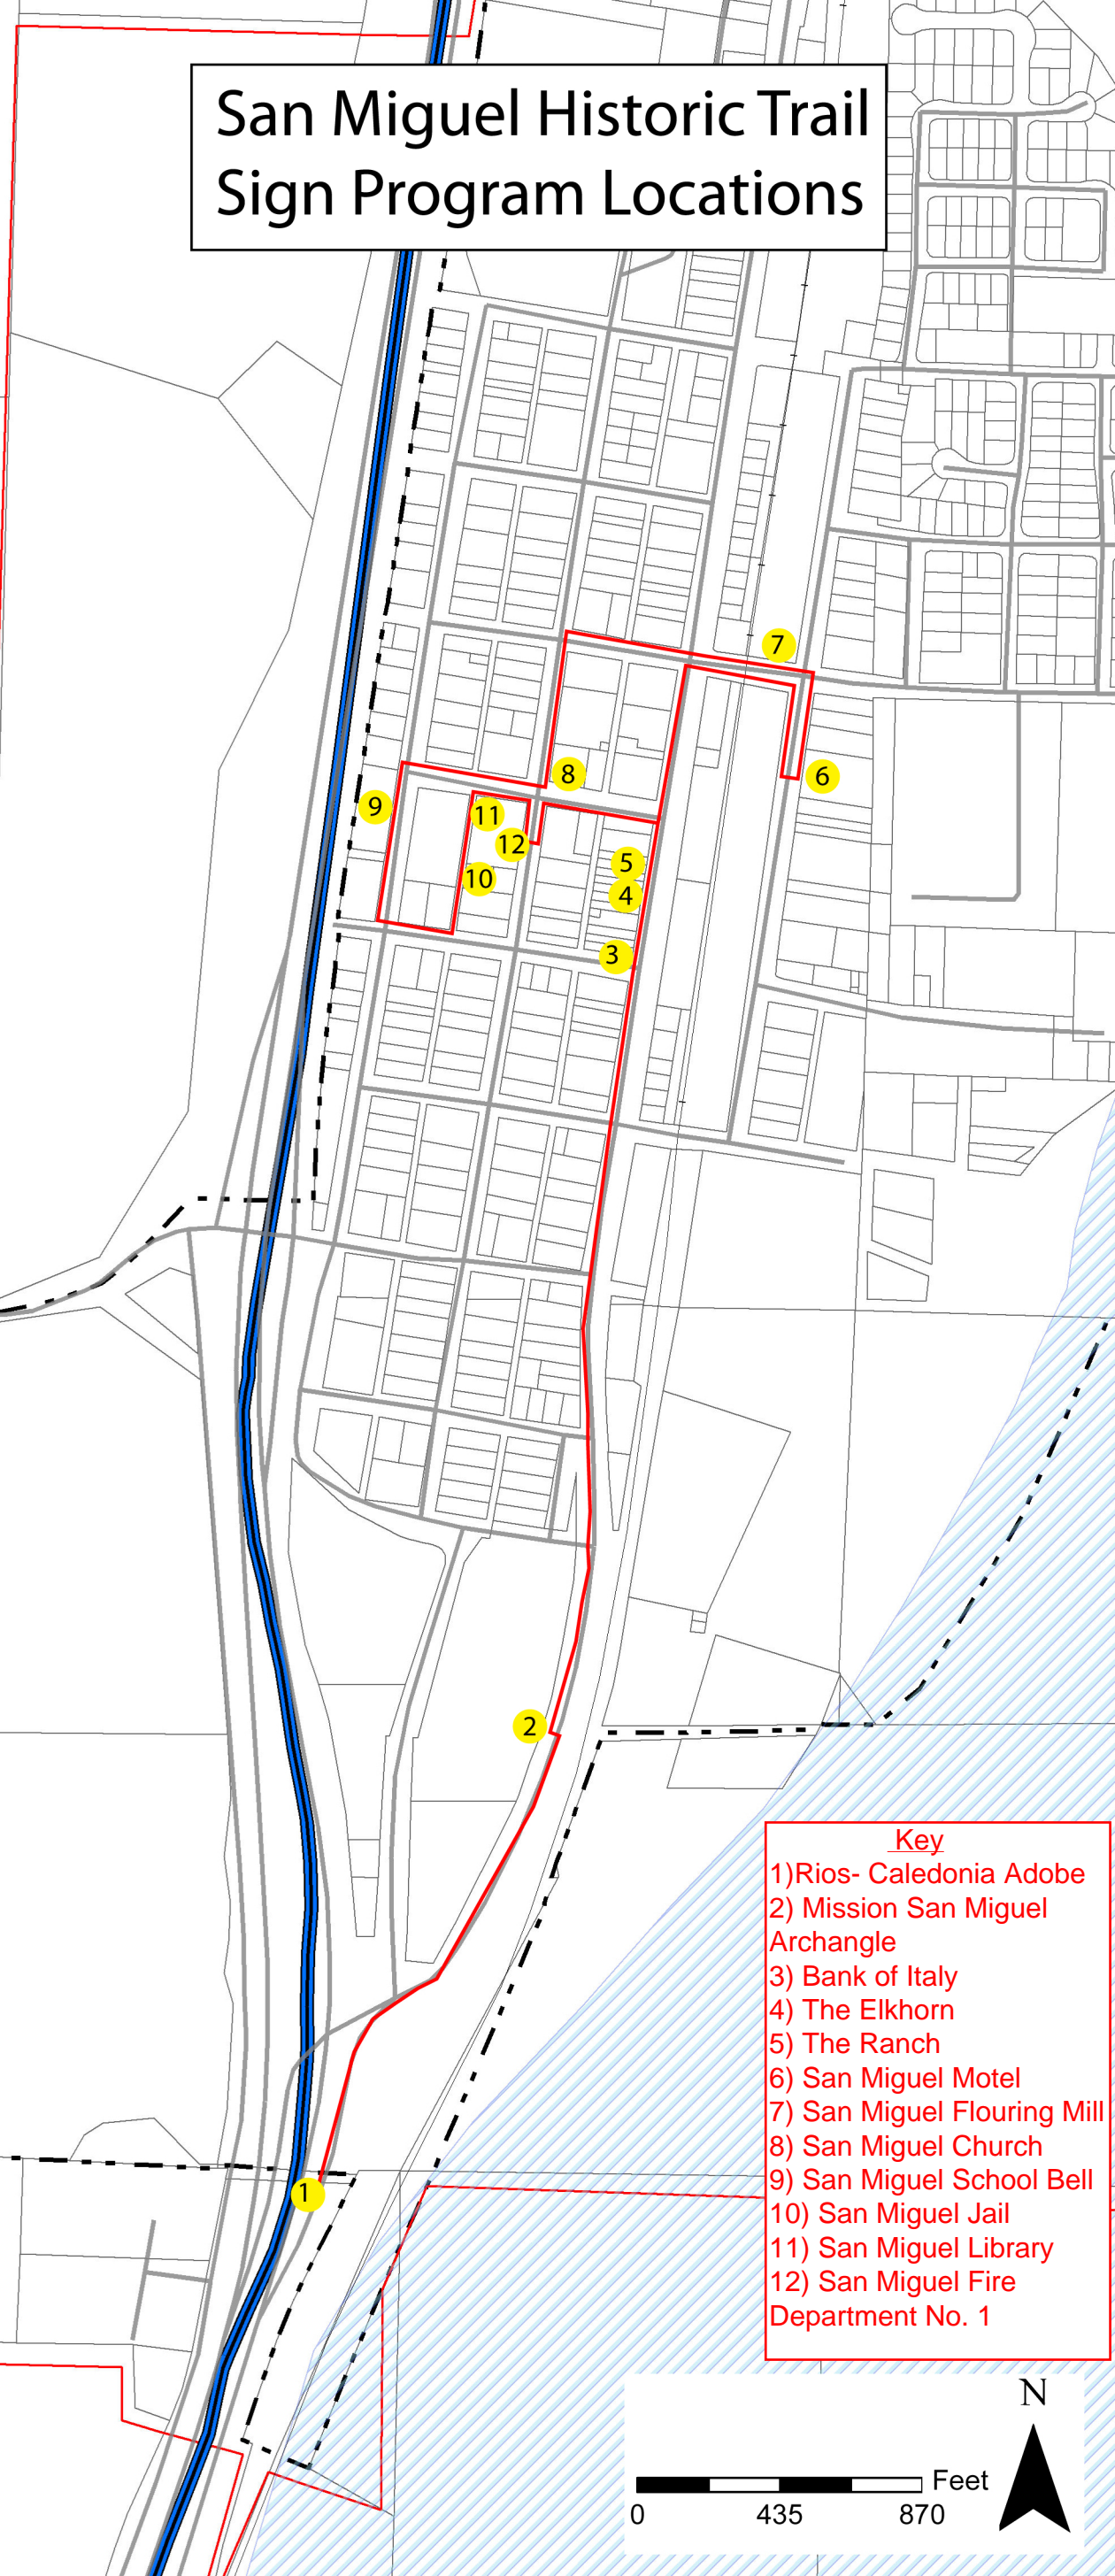 San Miguel Historic Trail
Sign Program Locations
7
6
8
9
11
12
10
5
4
3
2
1
Key
1)Rios- Caledonia Adobe
2) Mission San Miguel
Archangle
3) Bank of Italy
4) The Elkhorn
5) The Ranch
6) San Miguel Motel
7) San Miguel Flouring Mill
8) San Miguel Church
9) San Miguel School Bell
10) San Miguel Jail
11) San Miguel Library
12) San Miguel Fire
Department No. 1
N
Feet
0 435 870